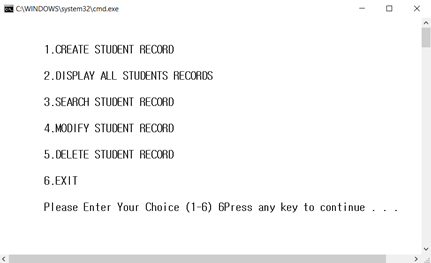 C:\WINDOWS\system32\cmd.exe
1.CREATE STUDENT RECORD
2.DISPLAY ALL STUDENTS RECORDS
3.SEARCH STUDENT RECORD
4.MODIFY STUDENT RECORD
5.DELETE STUDENT RECORD
6.EXIT
Please Enter Your Choice (1-6) 6Press any key to continue . . .